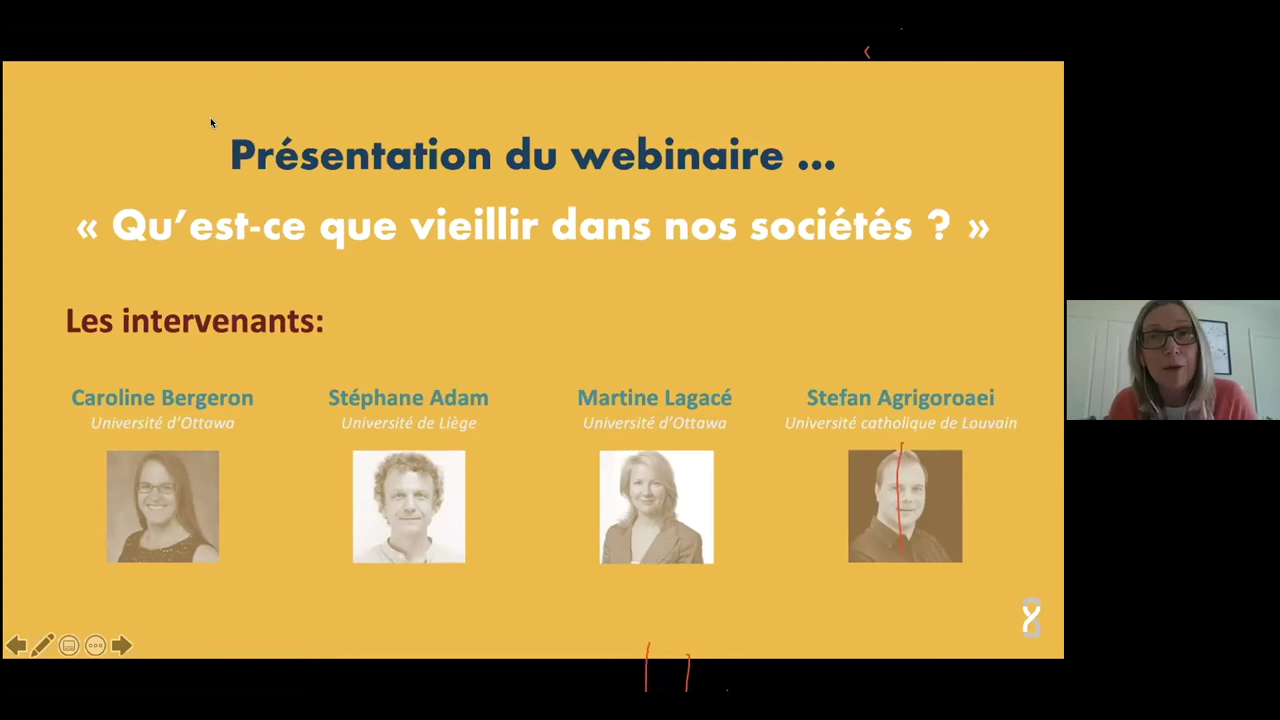 Présentation du webinaire ...
« Qu’est-ce que vieillir dans nos sociétés ? »
Les intervenants:
Caroline Bergeron
Université d’Ottawa
Stéphane Adam
Université de Liège
Martine Lagacé
Université d’Ottawa
Stefan Agrigoroaei
Université catholique de Louvain